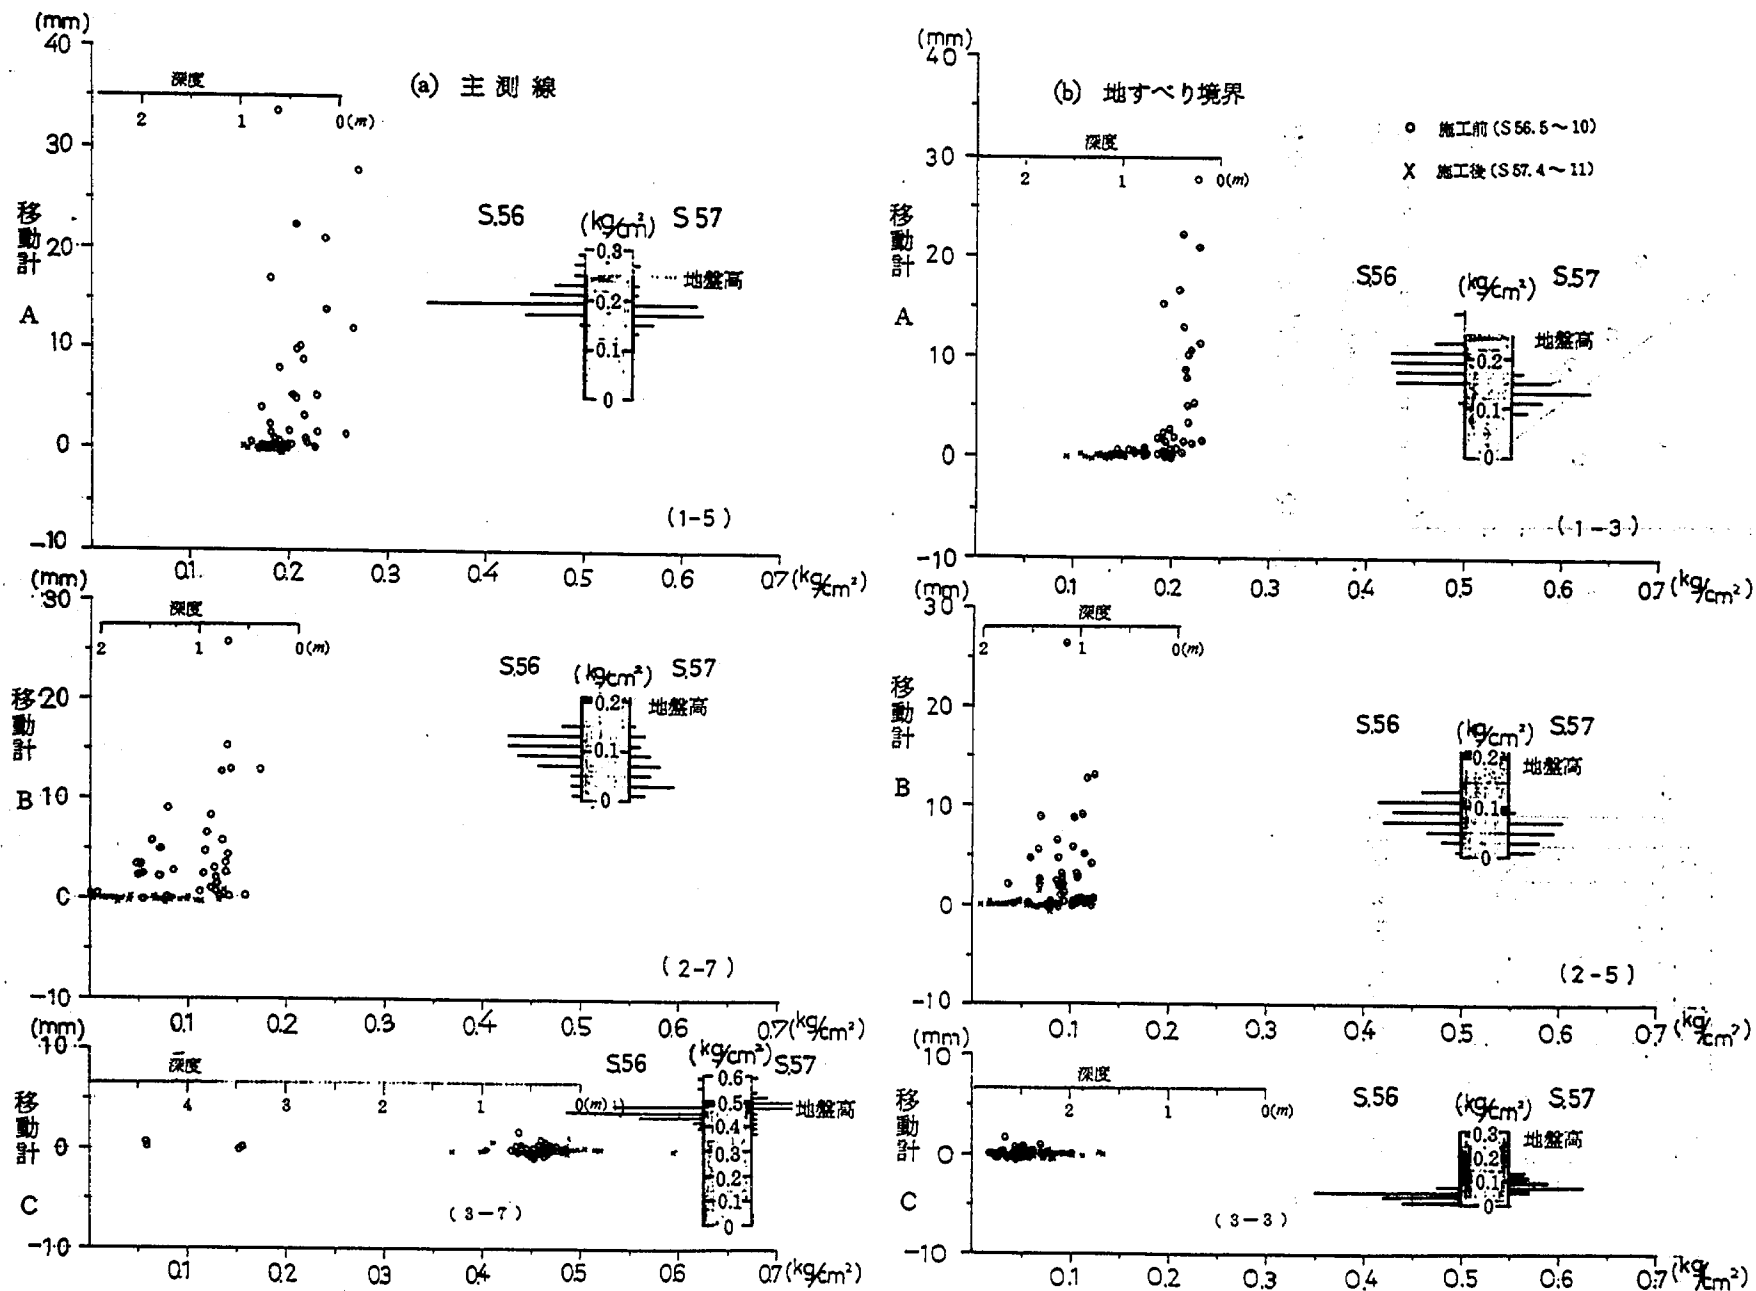 (mm)
40
30
20
10
0
-10
移動計 A
(a) 主測線
深度
2 1 0(m)
S.56 (kg/cm²) S57
0.3
0.2
0.1
0
地盤高
(1-5)
0.1 0.2 0.3 0.4 0.5 0.6 0.7 (kg/cm²)
(mm)
40
30
20
10
0
-10
移動計 A
(b) 地すべり境界
o 施工前 (S56.5~10)
x 施工後 (S57.4~11)
深度
2 1 0(m)
S.56 (kg/cm²) S.57
地盤高
0.2
0.1
0
(1-3)
0.1 0.2 0.3 0.4 0.5 0.6 0.7 (kg/cm²)
(mm)
30
20
10
0
-10
移動計 B
深度
2 1 0(m)
S.56 (kg/cm²) S.57
0.2 地盤高
0.1
0
(2-7)
0.1 0.2 0.3 0.4 0.5 0.6 0.7 (kg/cm²)
(mm)
30
20
10
0
-10
移動計 B
深度
2 1 0(m)
S.56 (kg/cm²) S.57
0.2 地盤高
0.1
0
(2-5)
0.1 0.2 0.3 0.4 0.5 0.6 0.7 (kg/cm²)
(mm)
10
0
-10
移動計 C
深度
4 3 2 1 0(m)
S.56 (kg/cm²) S.57
0.6
0.5 地盤高
0.4
0.3
0.2
0.1
0
(3-7)
0.1 0.2 0.3 0.4 0.5 0.6 0.7 (kg/cm²)
(mm)
10
0
-10
移動計 C
深度
2 1 0(m)
S.56 (kg/cm²) S.57
0.3 地盤高
0.2
0.1
0
(3-3)
0.1 0.2 0.3 0.4 0.5 0.6 0.7 (kg/cm²)